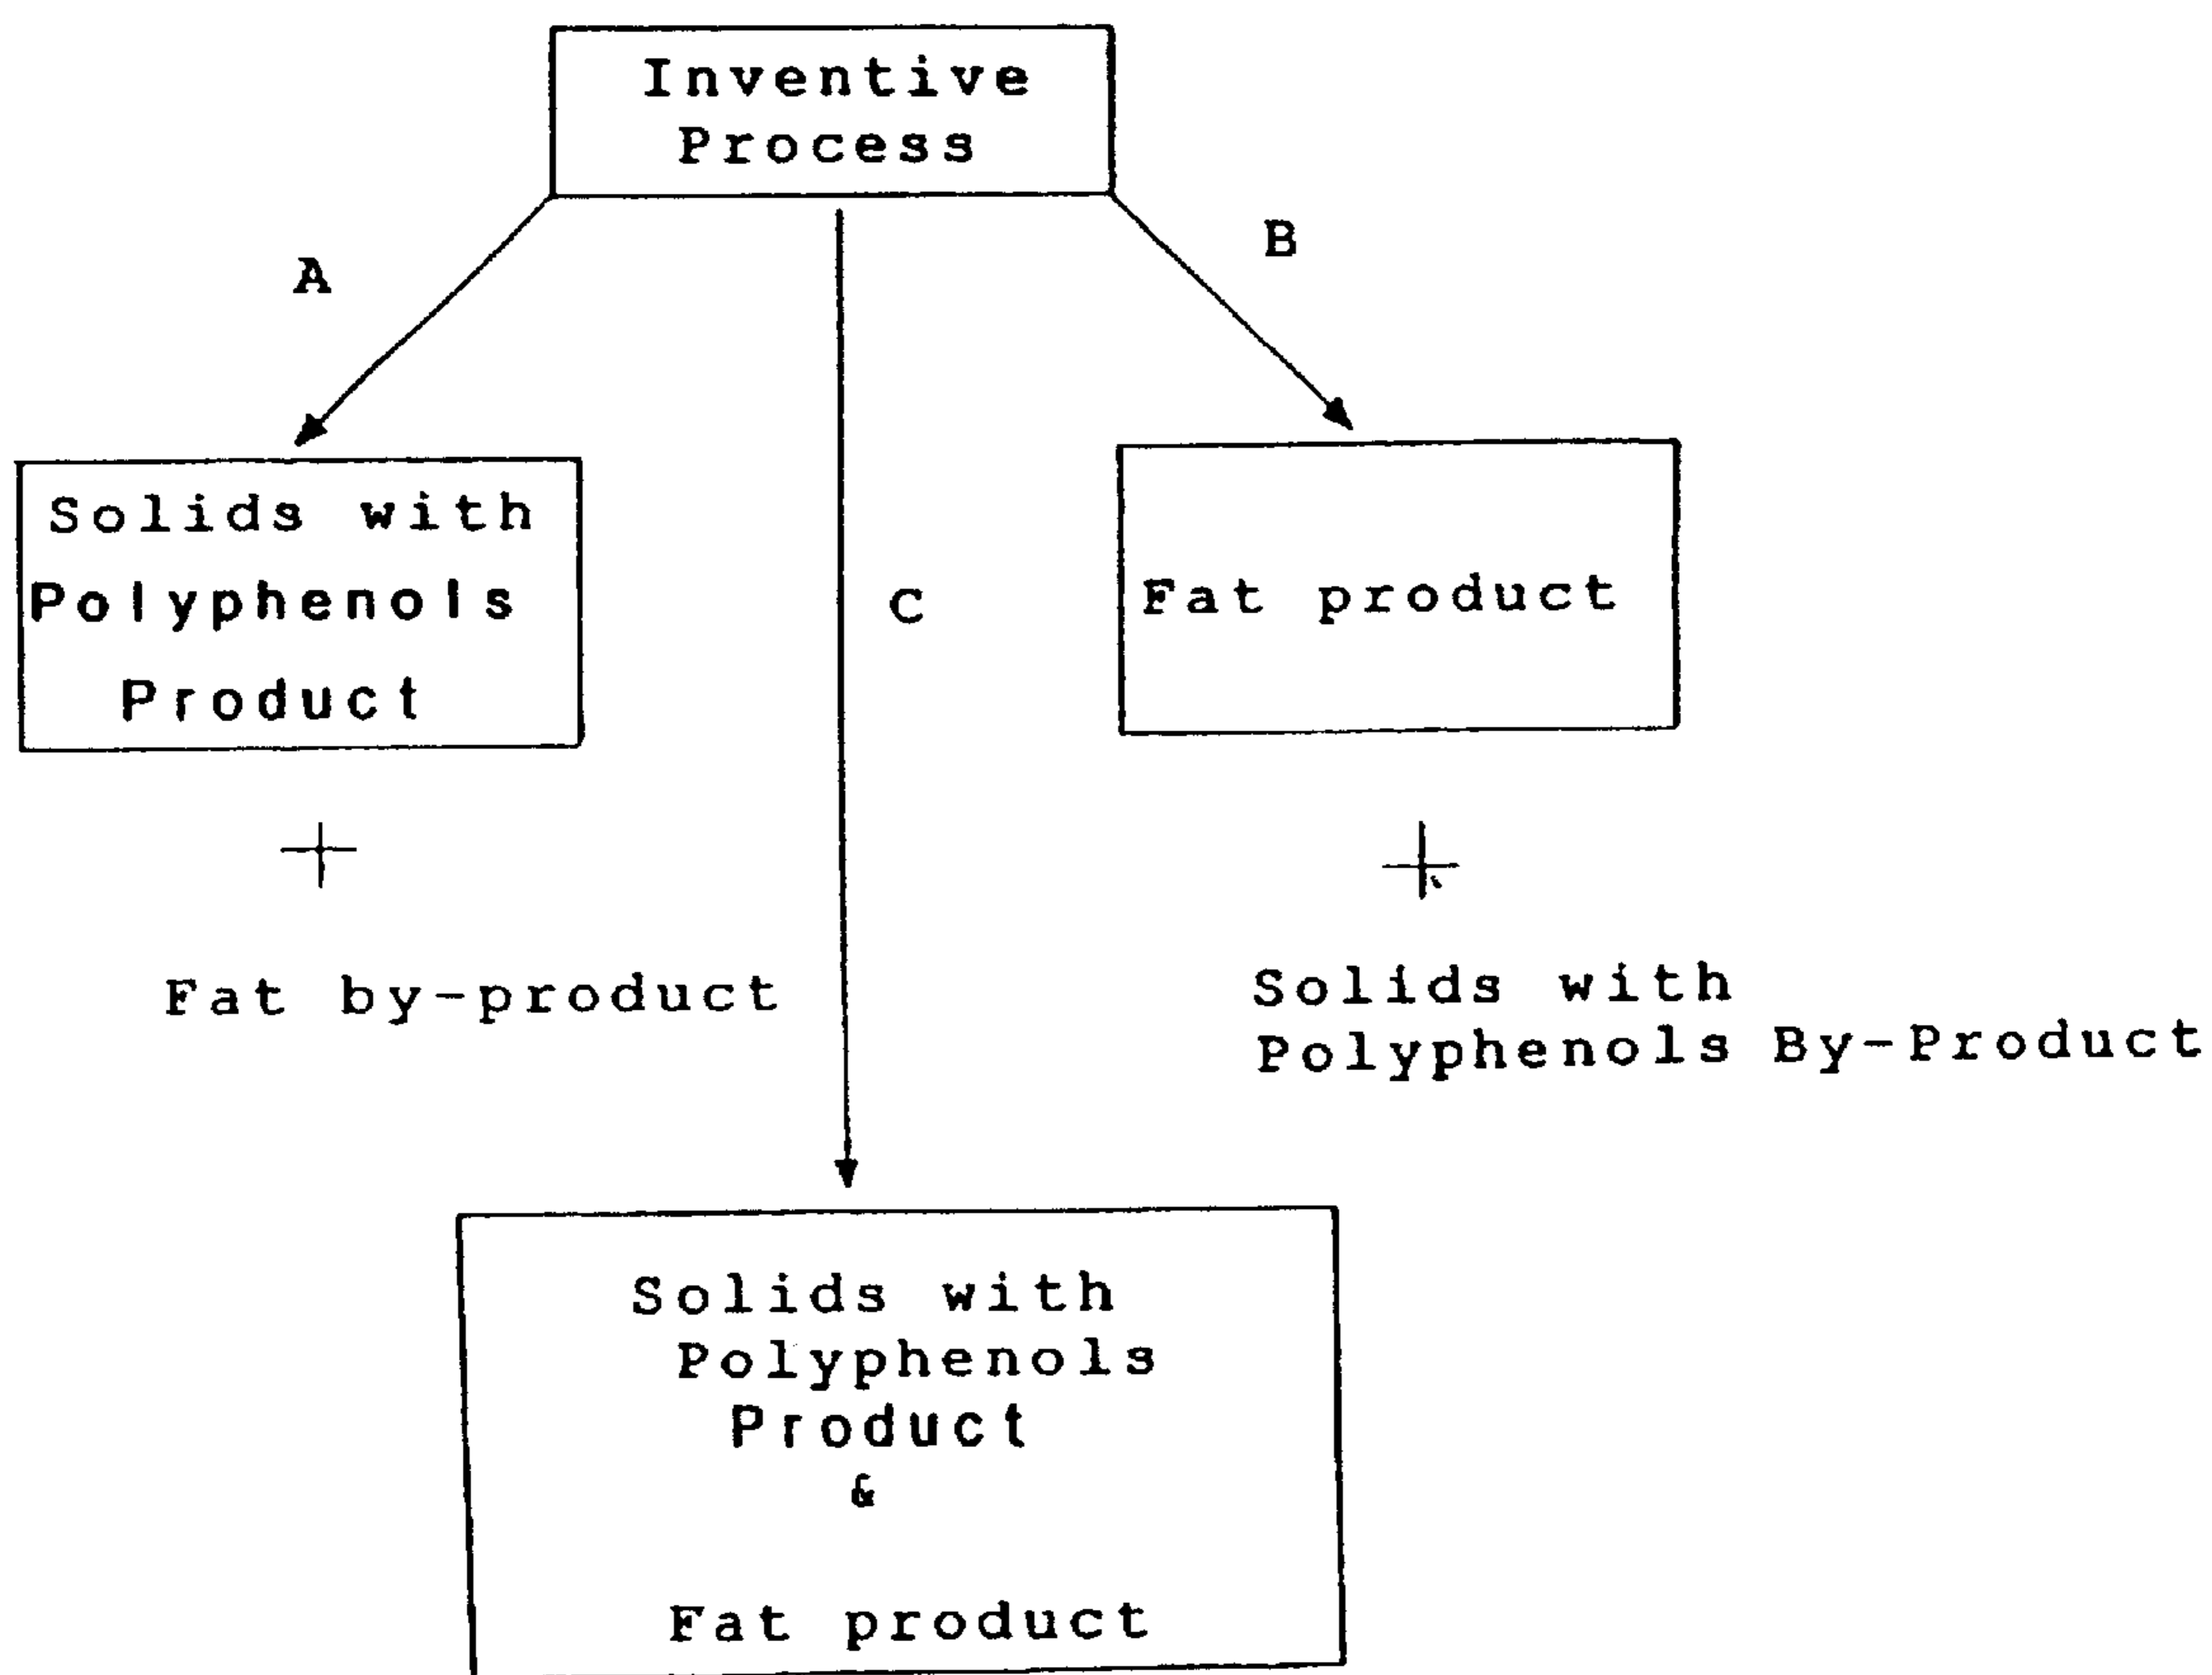 Inventive
Process
A
B
Solids with
Polyphenols
Product
C
Fat product
+
+
Fat by-product
Solids with
Polyphenols By-Product
Solids with
Polyphenols
Product
&
Fat product